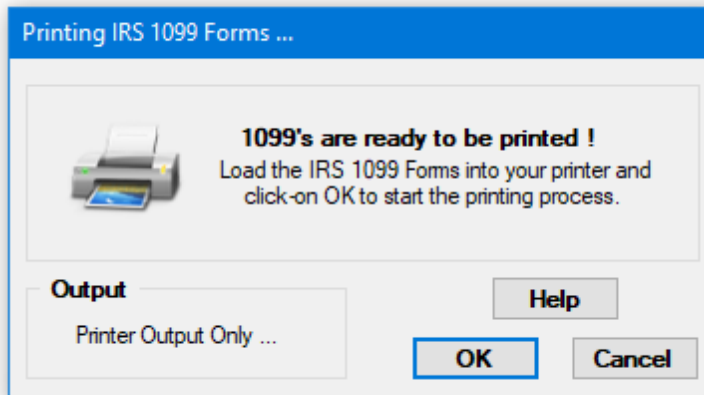 Printing IRS 1099 Forms ...
1099's are ready to be printed !
Load the IRS 1099 Forms into your printer and
click-on OK to start the printing process.
Output
Printer Output Only ...
Help
OK
Cancel